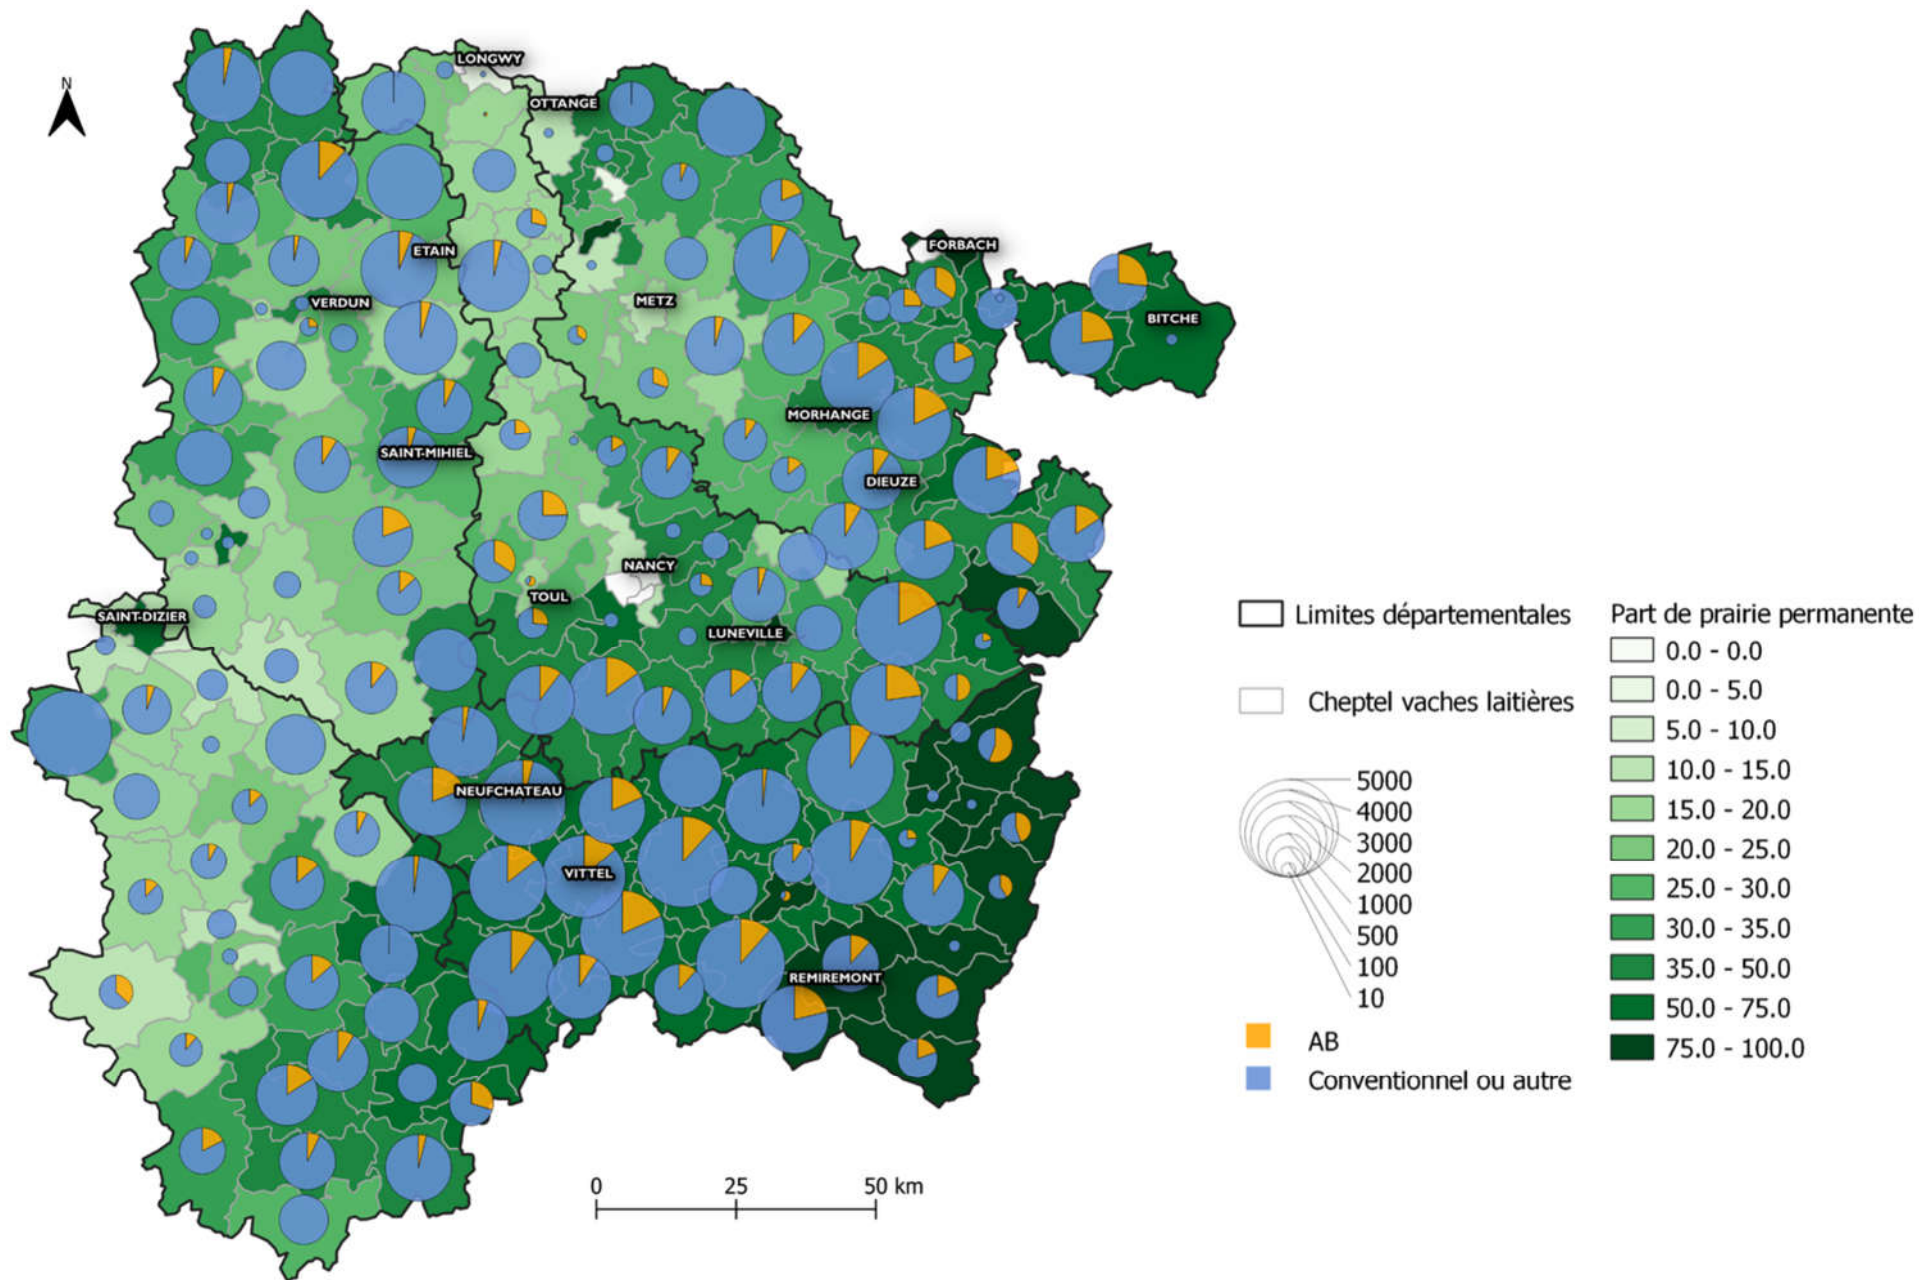 N
LONGWY
OTTANGE
FORBACH
ETAIN
VERDUN
METZ
BITCHE
MORHANGE
SAINT-MIHIEL
DIEUZE
NANCY
TOUL
SAINT-DIZIER
LUNEVILLE
NEUFCHATEAU
VITTEL
REMIREMONT
0 25 50 km
Limites départementales
Cheptel vaches laitières
5000
4000
3000
2000
1000
500
100
10
AB
Conventionnel ou autre
Part de prairie permanente
0.0 - 0.0
0.0 - 5.0
5.0 - 10.0
10.0 - 15.0
15.0 - 20.0
20.0 - 25.0
25.0 - 30.0
30.0 - 35.0
35.0 - 50.0
50.0 - 75.0
75.0 - 100.0